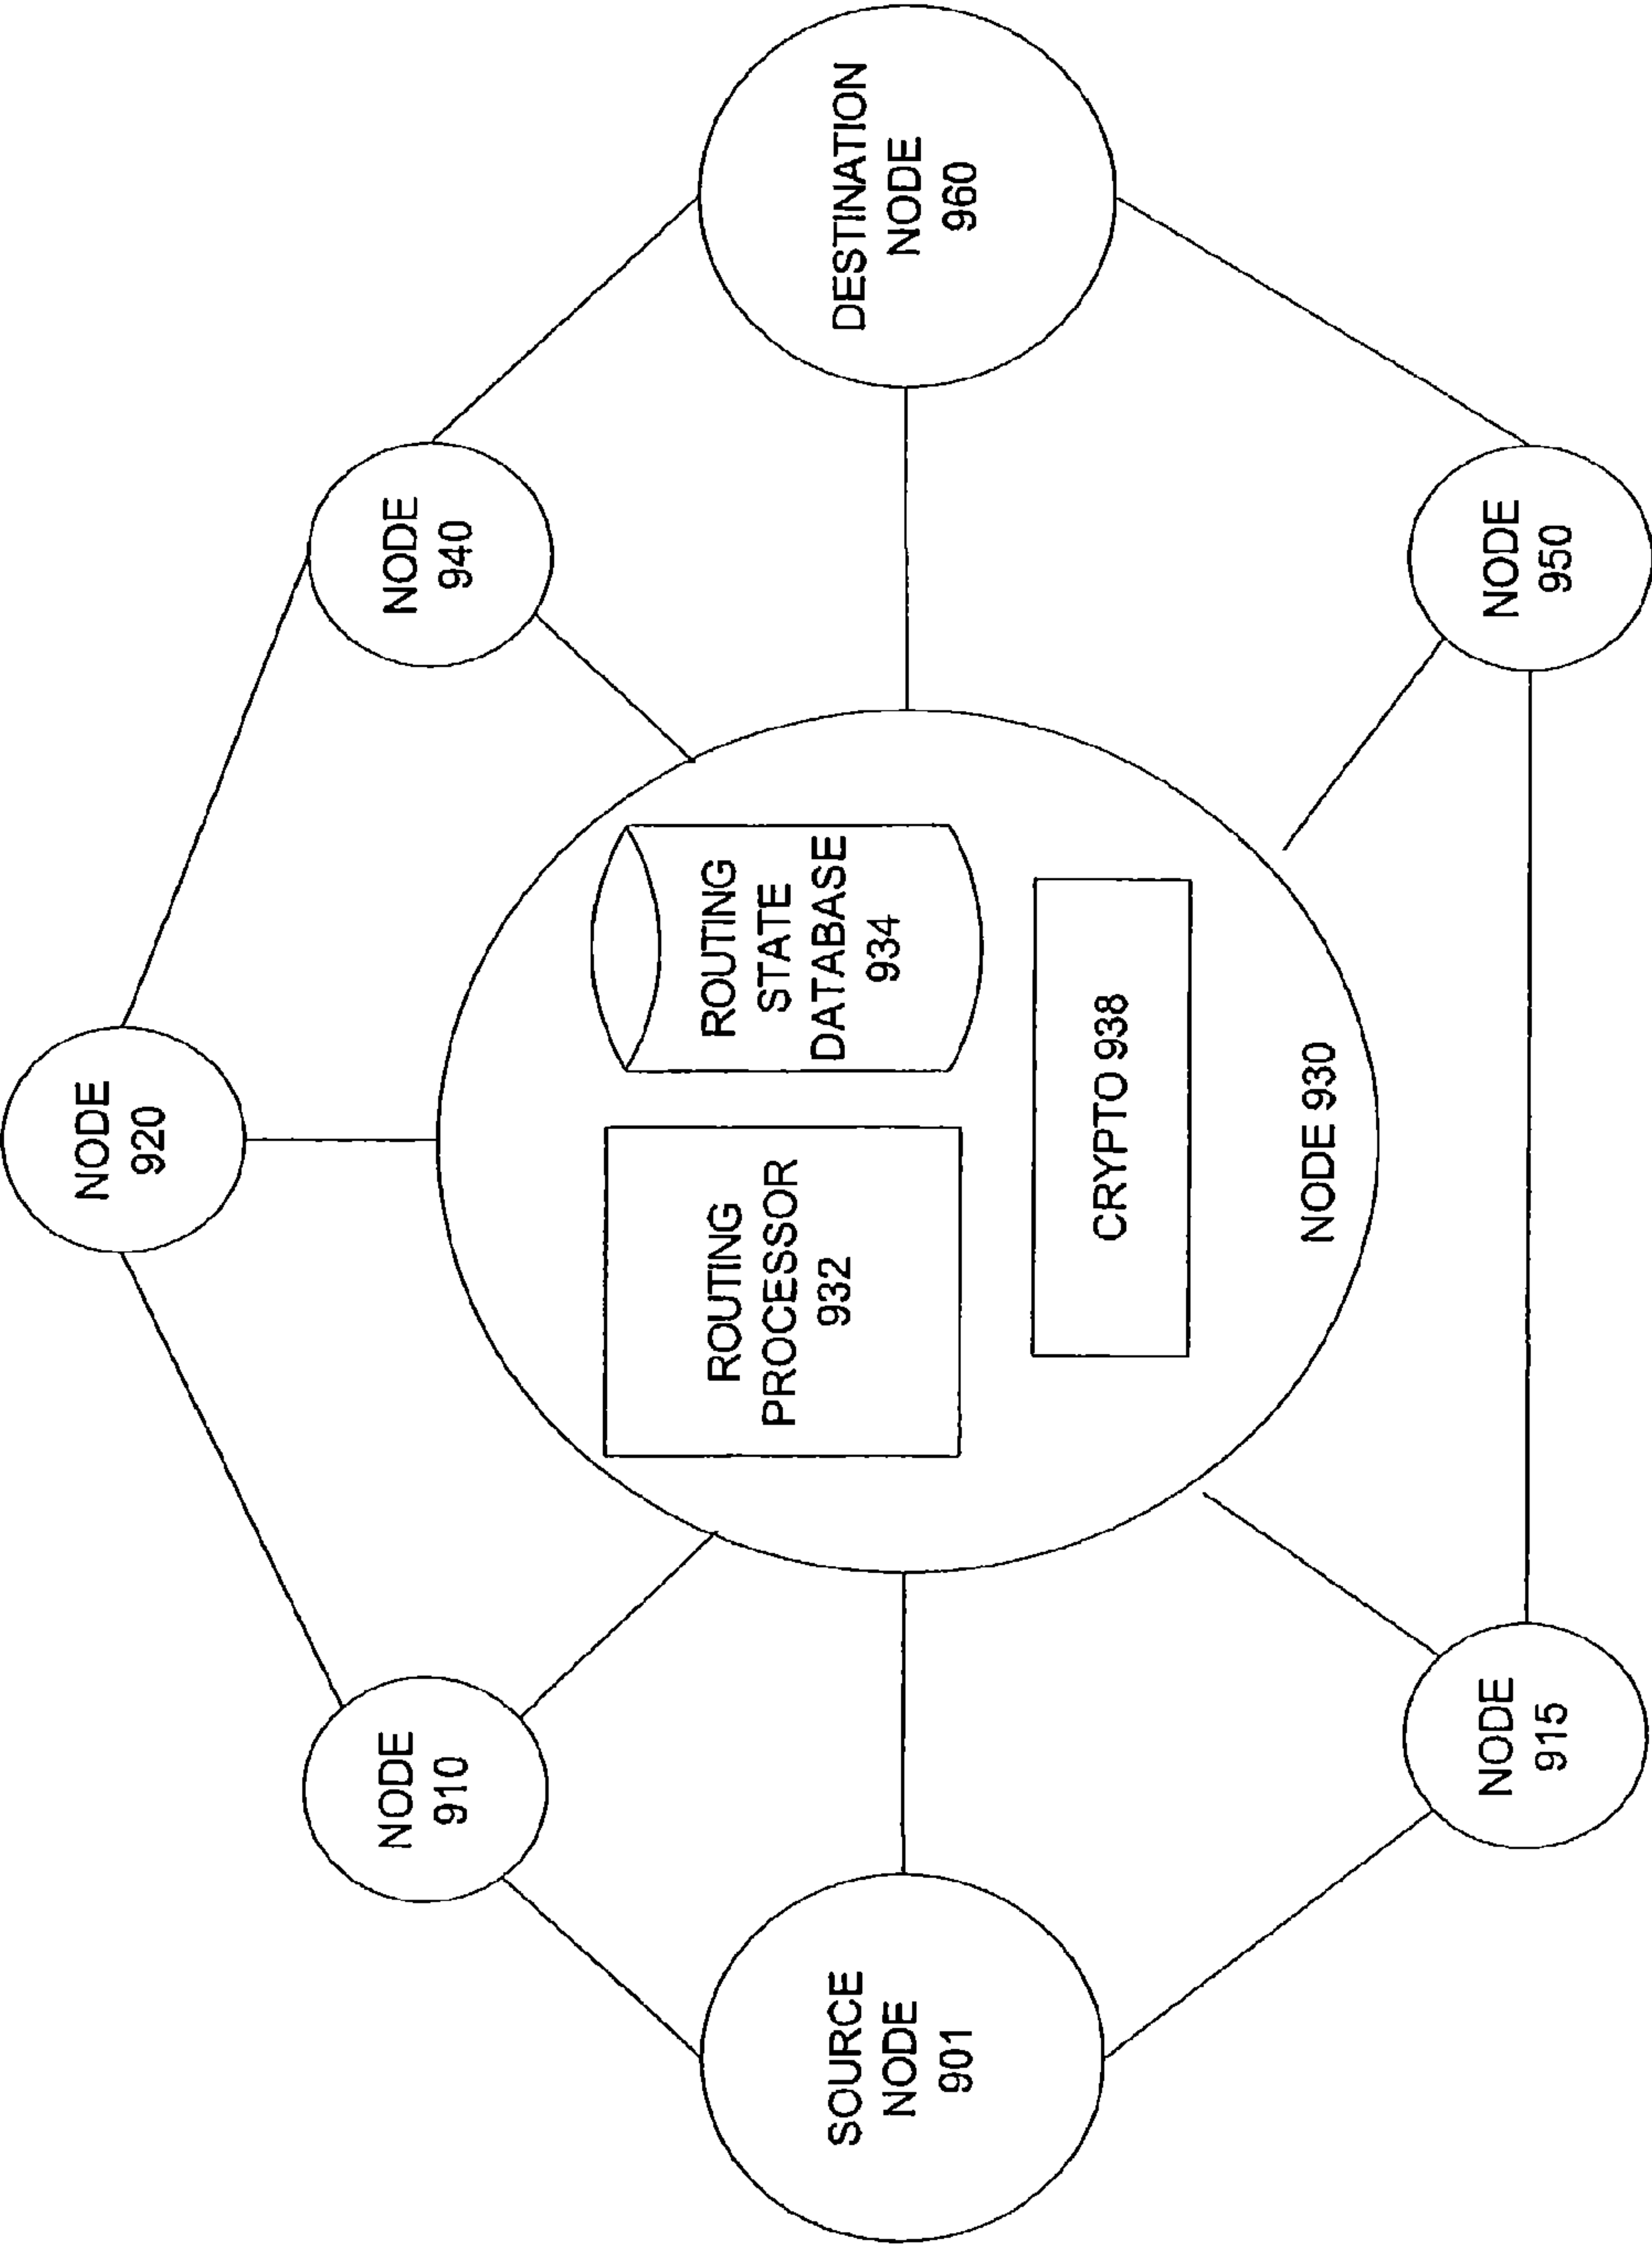 NODE
920
NODE
910
NODE
940
ROUTING
PROCESSOR
932
ROUTING
STATE
DATABASE
934
SOURCE
NODE
901
DESTINATION
NODE
960
CRYPTO 938
NODE 930
NODE
915
NODE
950